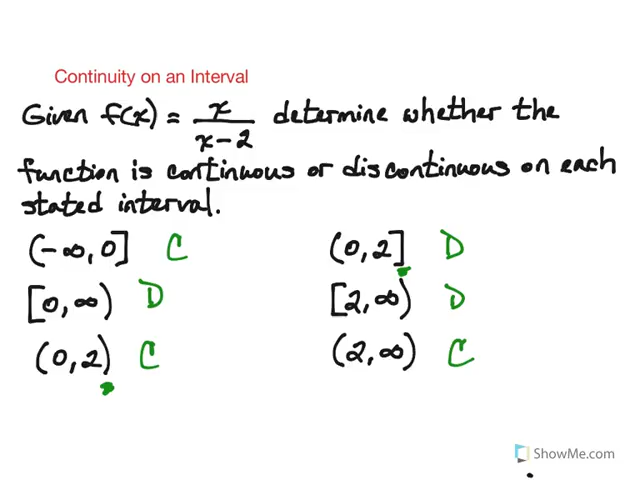 Continuity on an Interval
Given f(x) = x/(x-2) determine whether the
function is continuous or discontinuous on each
stated interval.
(-∞, 0] C (0, 2] D
[0, ∞) D [2, ∞) D
(0, 2) C (2, ∞) C
ShowMe.com